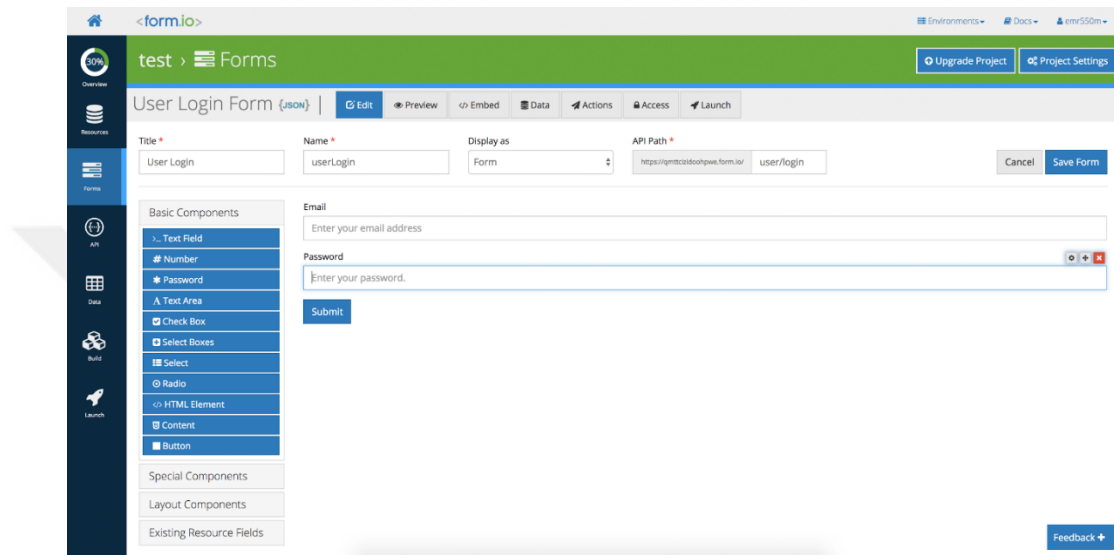 <form.io>
Environments Docs emr550m
30%
Overview
test › Forms
Upgrade Project Project Settings
Resources
User Login Form {JSON} | Edit Preview </> Embed Data Actions Access Launch
Forms
Title * Name * Display as API Path *
User Login userLogin Form user/login
Cancel Save Form
API
Basic Components
>_ Text Field
# Number
* Password
A Text Area
Check Box
Select Boxes
Select
Radio
</> HTML Element
Content
Button
Special Components
Layout Components
Existing Resource Fields
Data
Build
Launch
Email
Enter your email address
Password
Enter your password.
Submit
Feedback +